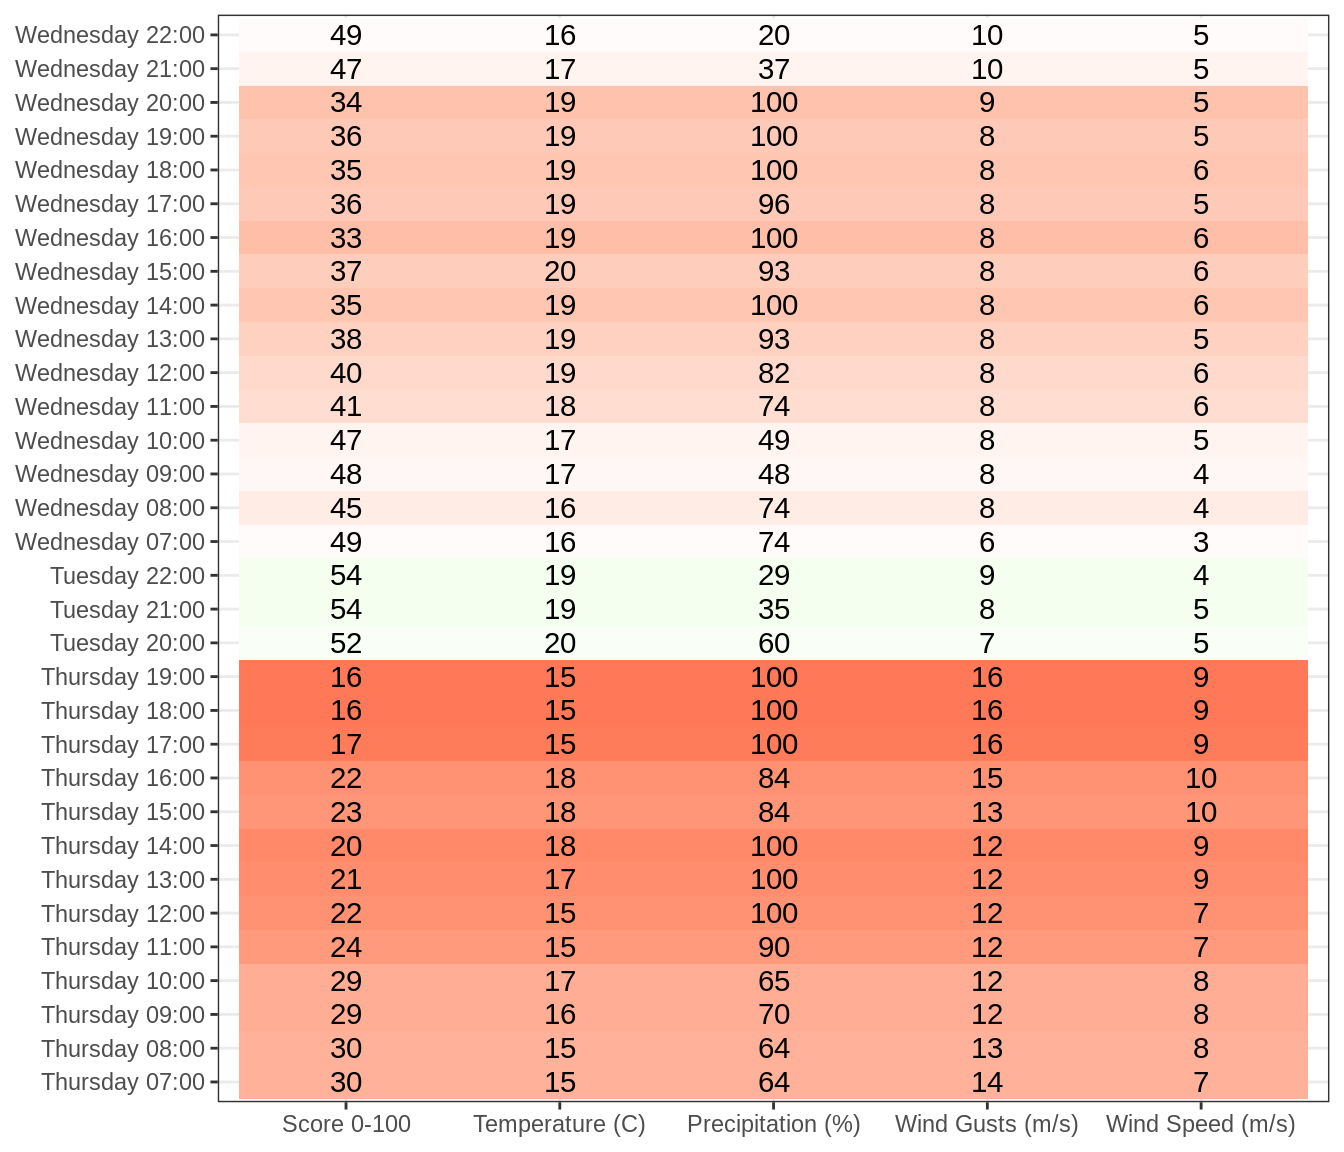 Wednesday 22:00 49 16 20 10 5
Wednesday 21:00 47 17 37 10 5
Wednesday 20:00 34 19 100 9 5
Wednesday 19:00 36 19 100 8 5
Wednesday 18:00 35 19 100 8 6
Wednesday 17:00 36 19 96 8 5
Wednesday 16:00 33 19 100 8 6
Wednesday 15:00 37 20 93 8 6
Wednesday 14:00 35 19 100 8 6
Wednesday 13:00 38 19 93 8 5
Wednesday 12:00 40 19 82 8 6
Wednesday 11:00 41 18 74 8 6
Wednesday 10:00 47 17 49 8 5
Wednesday 09:00 48 17 48 8 4
Wednesday 08:00 45 16 74 8 4
Wednesday 07:00 49 16 74 6 3
Tuesday 22:00 54 19 29 9 4
Tuesday 21:00 54 19 35 8 5
Tuesday 20:00 52 20 60 7 5
Thursday 19:00 16 15 100 16 9
Thursday 18:00 16 15 100 16 9
Thursday 17:00 17 15 100 16 9
Thursday 16:00 22 18 84 15 10
Thursday 15:00 23 18 84 13 10
Thursday 14:00 20 18 100 12 9
Thursday 13:00 21 17 100 12 9
Thursday 12:00 22 15 100 12 7
Thursday 11:00 24 15 90 12 7
Thursday 10:00 29 17 65 12 8
Thursday 09:00 29 16 70 12 8
Thursday 08:00 30 15 64 13 8
Thursday 07:00 30 15 64 14 7
Score 0-100 Temperature (C) Precipitation (%) Wind Gusts (m/s) Wind Speed (m/s)